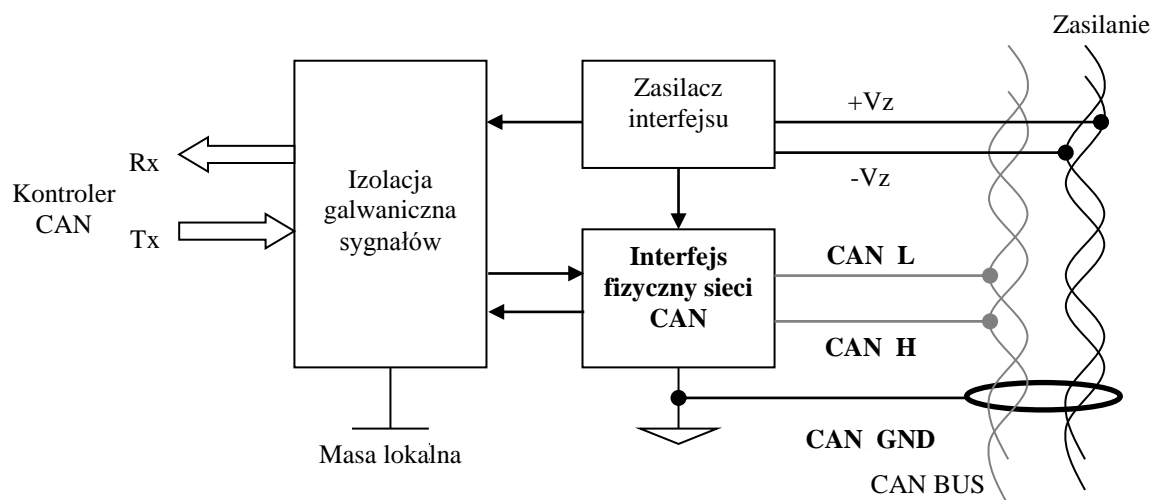 Zasilanie
Zasilacz
interfejsu
+Vz
-Vz
Kontroler
CAN
Rx
Tx
Izolacja
galwaniczna
sygnałów
Interfejs
fizyczny sieci
CAN
CAN L
CAN H
CAN GND
Masa lokalna
CAN BUS